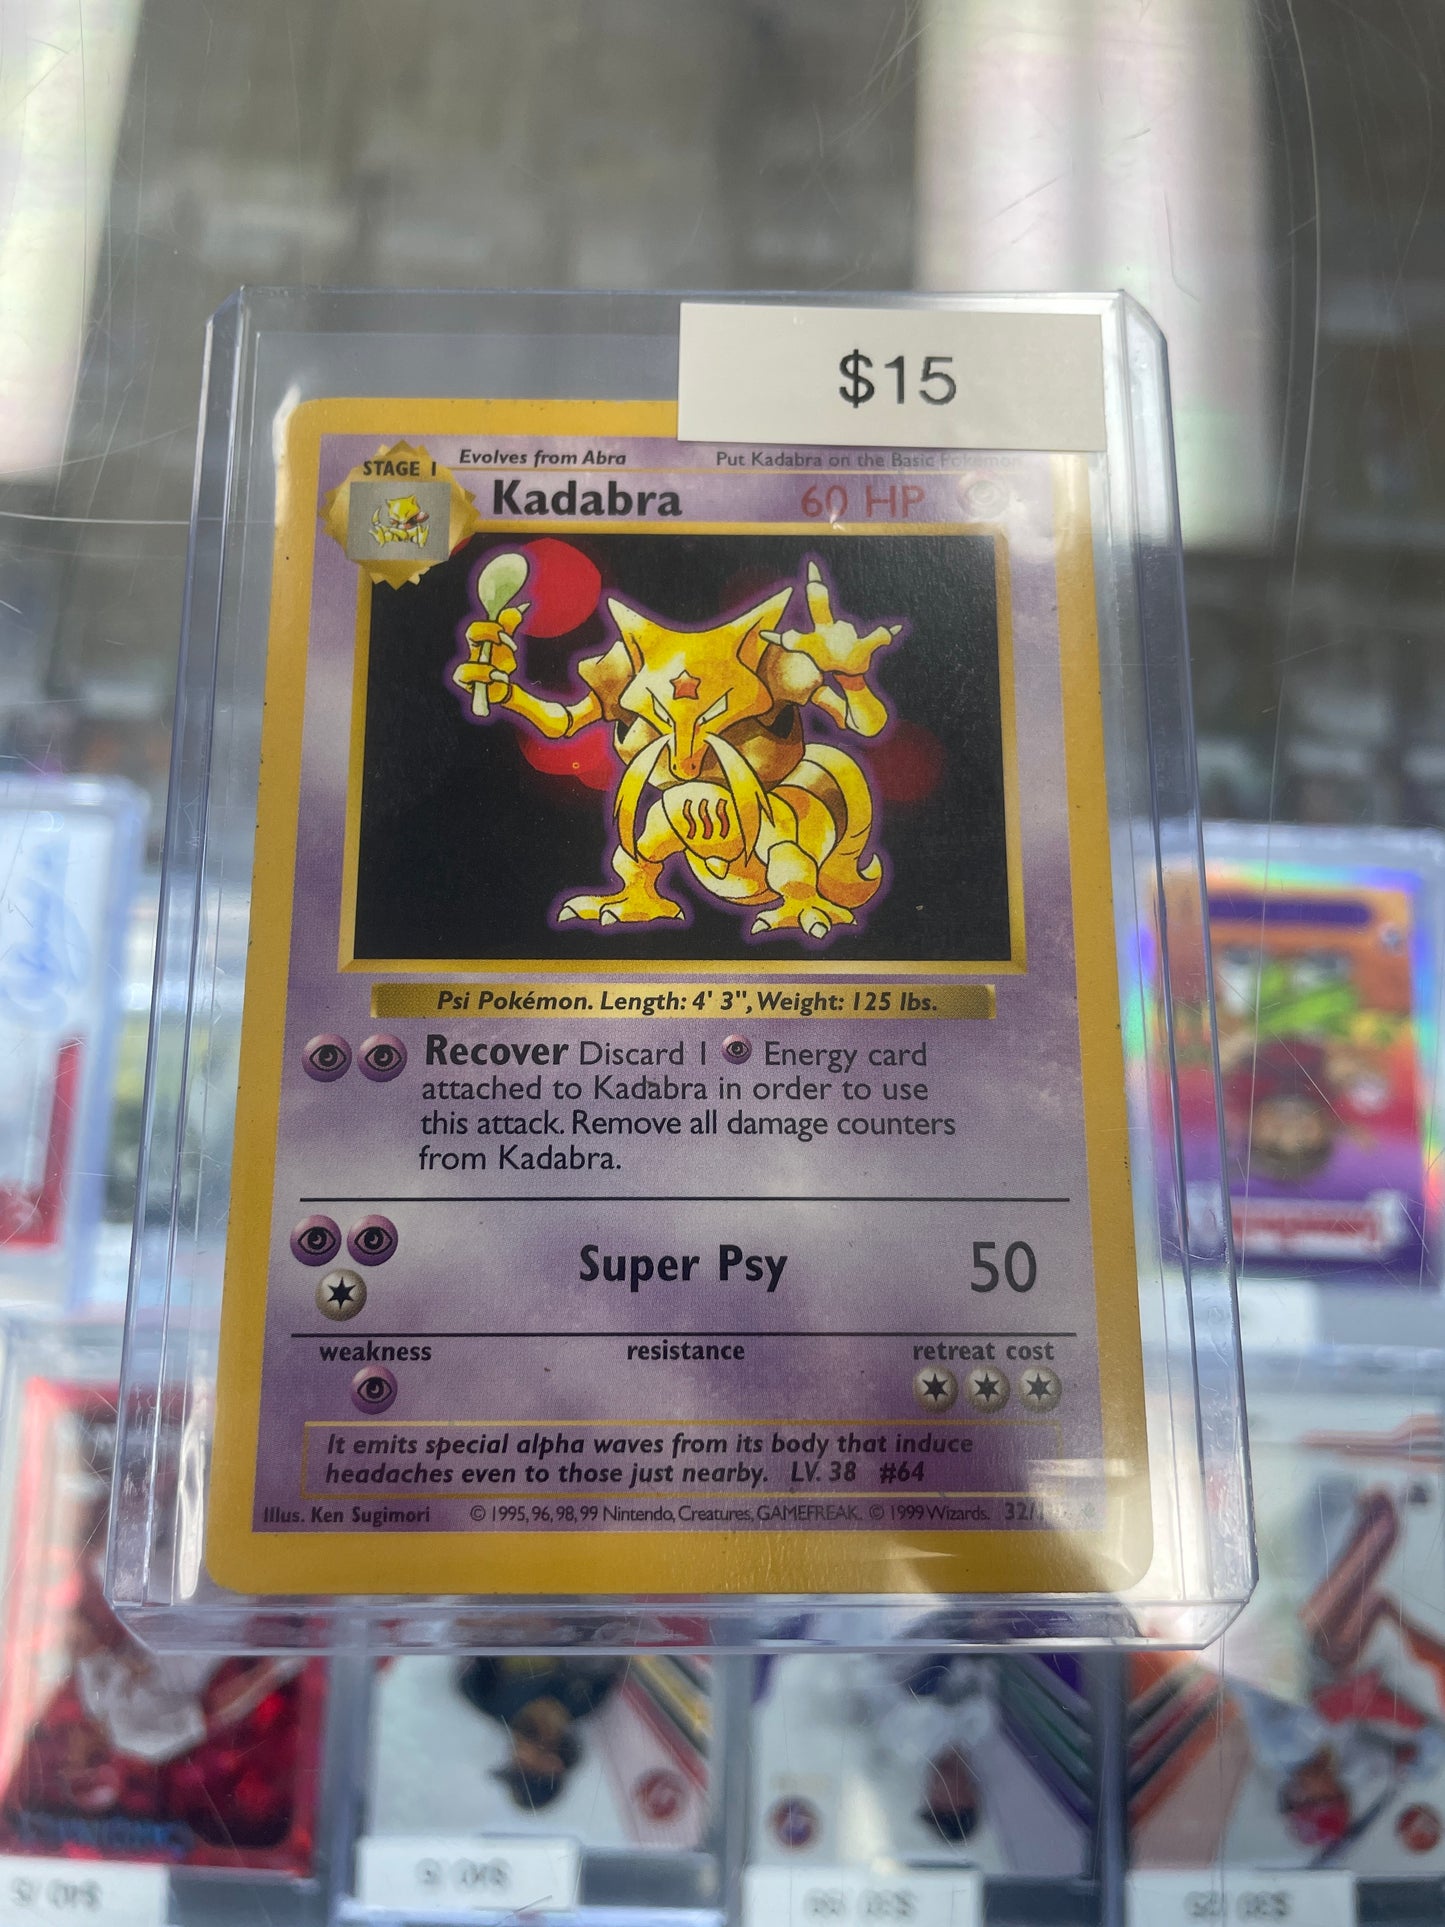 $15
STAGE 1
Evolves from Abra
Put Kadabra on the Basic Pokémon
Kadabra
60 HP
Psi Pokémon. Length: 4' 3", Weight: 125 lbs.
Recover Discard 1 Energy card
attached to Kadabra in order to use
this attack. Remove all damage counters
from Kadabra.
Super Psy 50
weakness resistance retreat cost
It emits special alpha waves from its body that induce
headaches even to those just nearby. LV. 38 #64
Illus. Ken Sugimori © 1995, 96, 98, 99 Nintendo, Creatures, GAMEFREAK. © 1999 Wizards. 32/